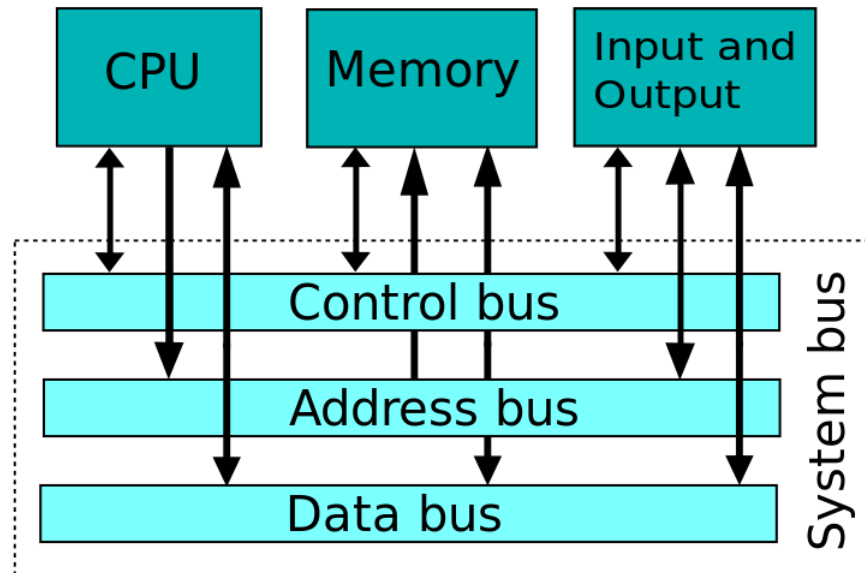 CPU
Memory
Input and
Output
Control bus
Address bus
Data bus
System bus